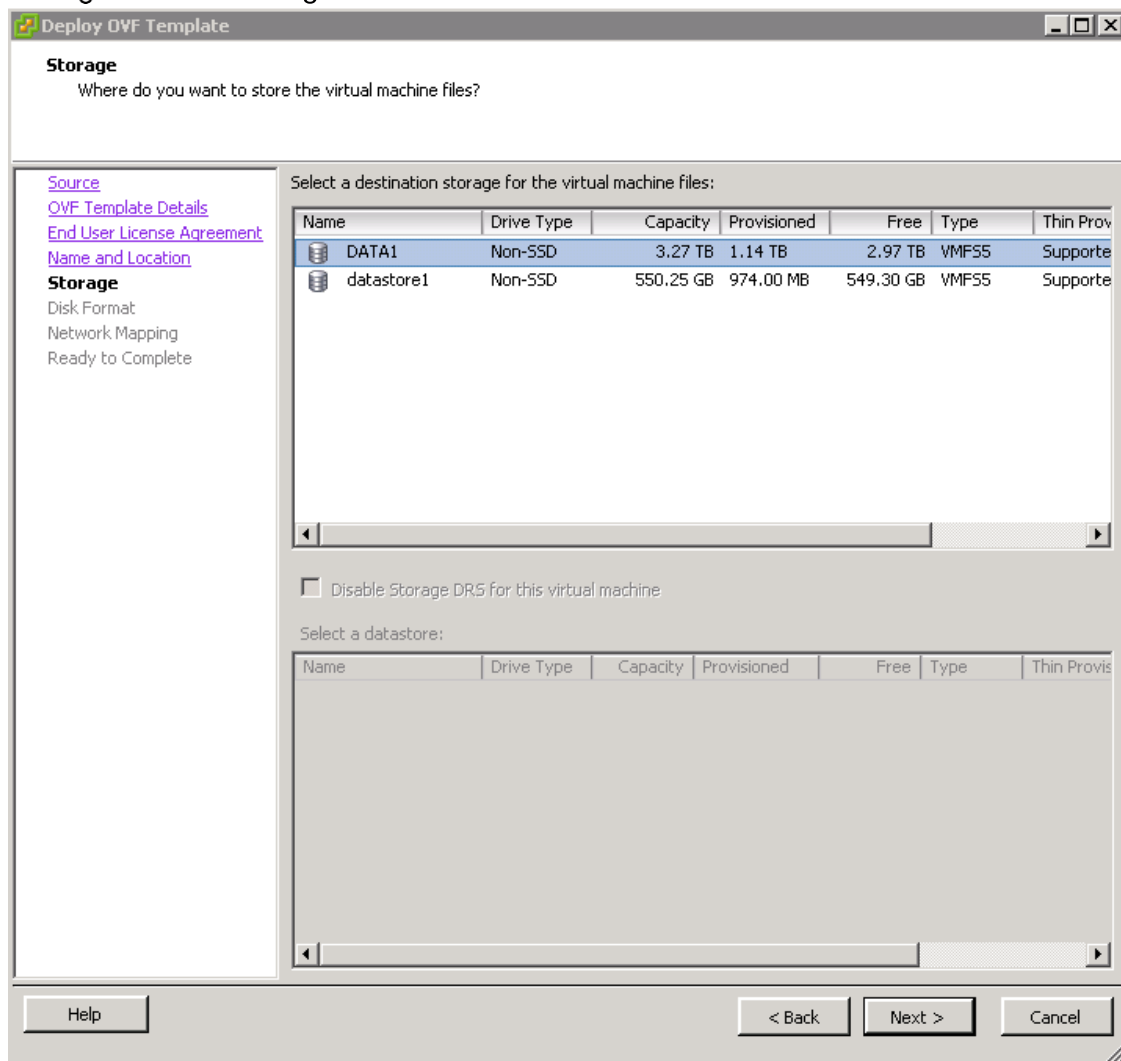 Deploy OVF Template
Storage
Where do you want to store the virtual machine files?
Source
OVF Template Details
End User License Agreement
Name and Location
Storage
Disk Format
Network Mapping
Ready to Complete
Select a destination storage for the virtual machine files:
Name Drive Type Capacity Provisioned Free Type Thin Prov
DATA1 Non-SSD 3.27 TB 1.14 TB 2.97 TB VMFS5 Supporte
datastore1 Non-SSD 550.25 GB 974.00 MB 549.30 GB VMFS5 Supporte
Disable Storage DRS for this virtual machine
Select a datastore:
Name Drive Type Capacity Provisioned Free Type Thin Provis
Help < Back Next > Cancel